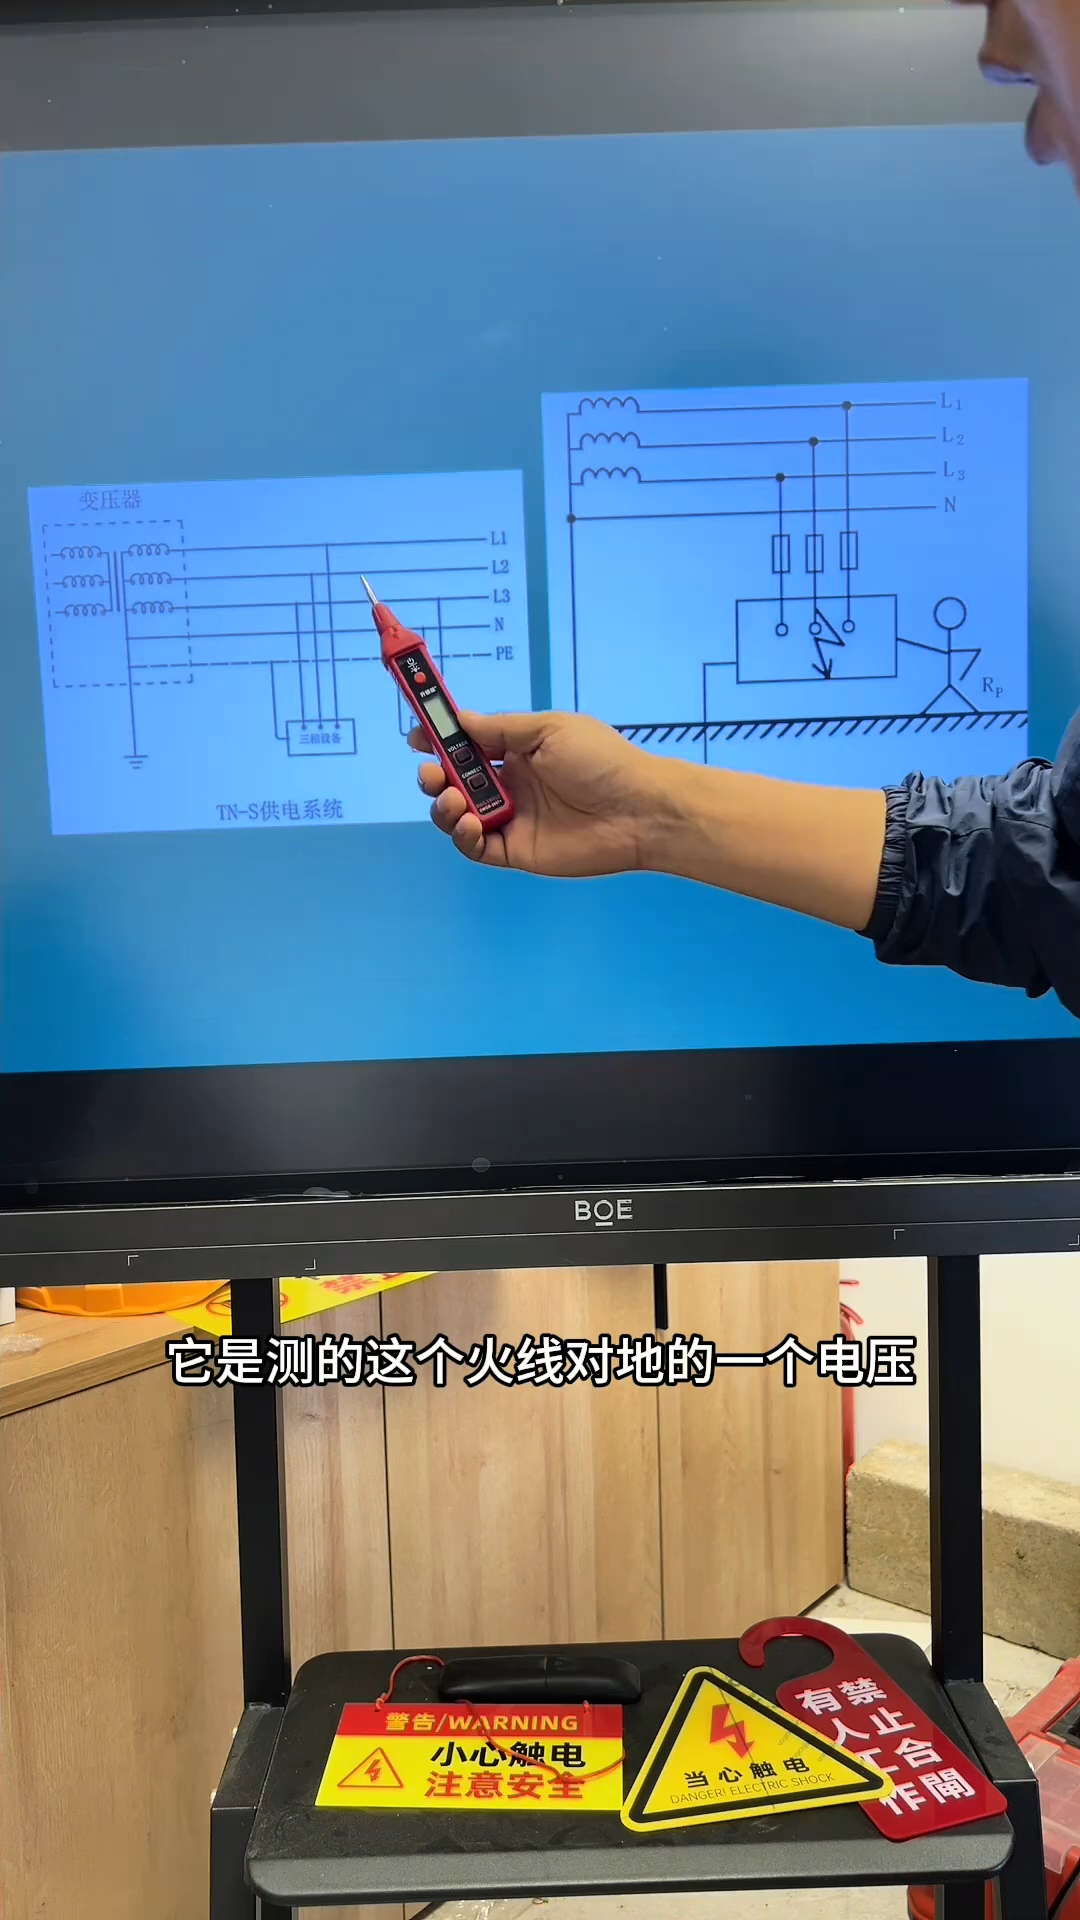 变压器
L1
L2
L3
N
PE
三相设备
TN-S供电系统
L1
L2
L3
N
RP
VOLTAGE
CONNECT
BOE
它是测的这个火线对地的一个电压
警告/WARNING
小心触电
注意安全
当心触电
DANGER! ELECTRIC SHOCK
禁止合閘
有人工作